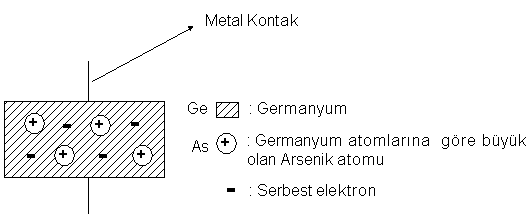 Metal Kontak
Ge : Germanyum
As + : Germanyum atomlarına göre büyük
olan Arsenik atomu
- : Serbest elektron
+ - + -
- + - +